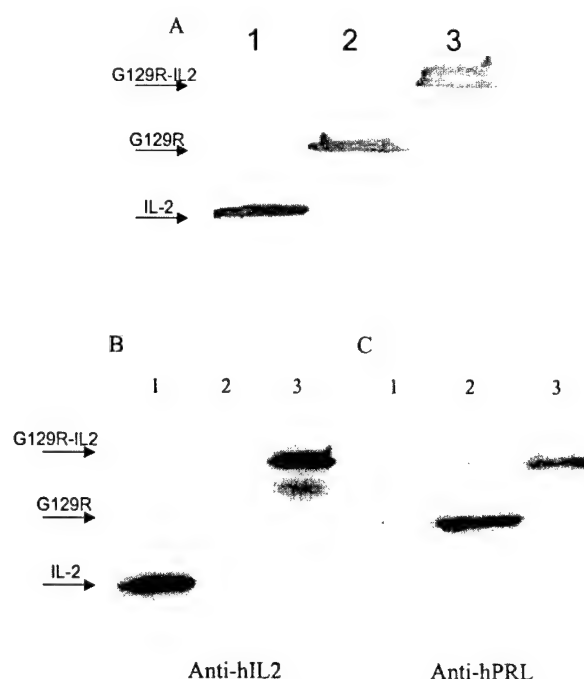 A
1 2 3
G129R-IL2
G129R
IL-2
B C
1 2 3 1 2 3
G129R-IL2
G129R
IL-2
Anti-hIL2 Anti-hPRL